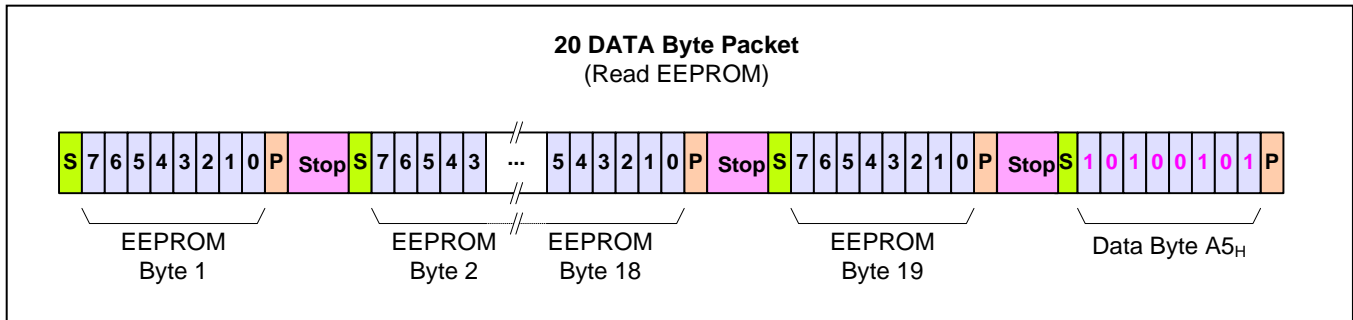 20 DATA Byte Packet
(Read EEPROM)
S 7 6 5 4 3 2 1 0 P Stop S 7 6 5 4 3 ... 5 4 3 2 1 0 P Stop S 7 6 5 4 3 2 1 0 P Stop S 1 0 1 0 0 1 0 1 P
EEPROM EEPROM EEPROM EEPROM Data Byte A5H
Byte 1 Byte 2 Byte 18 Byte 19